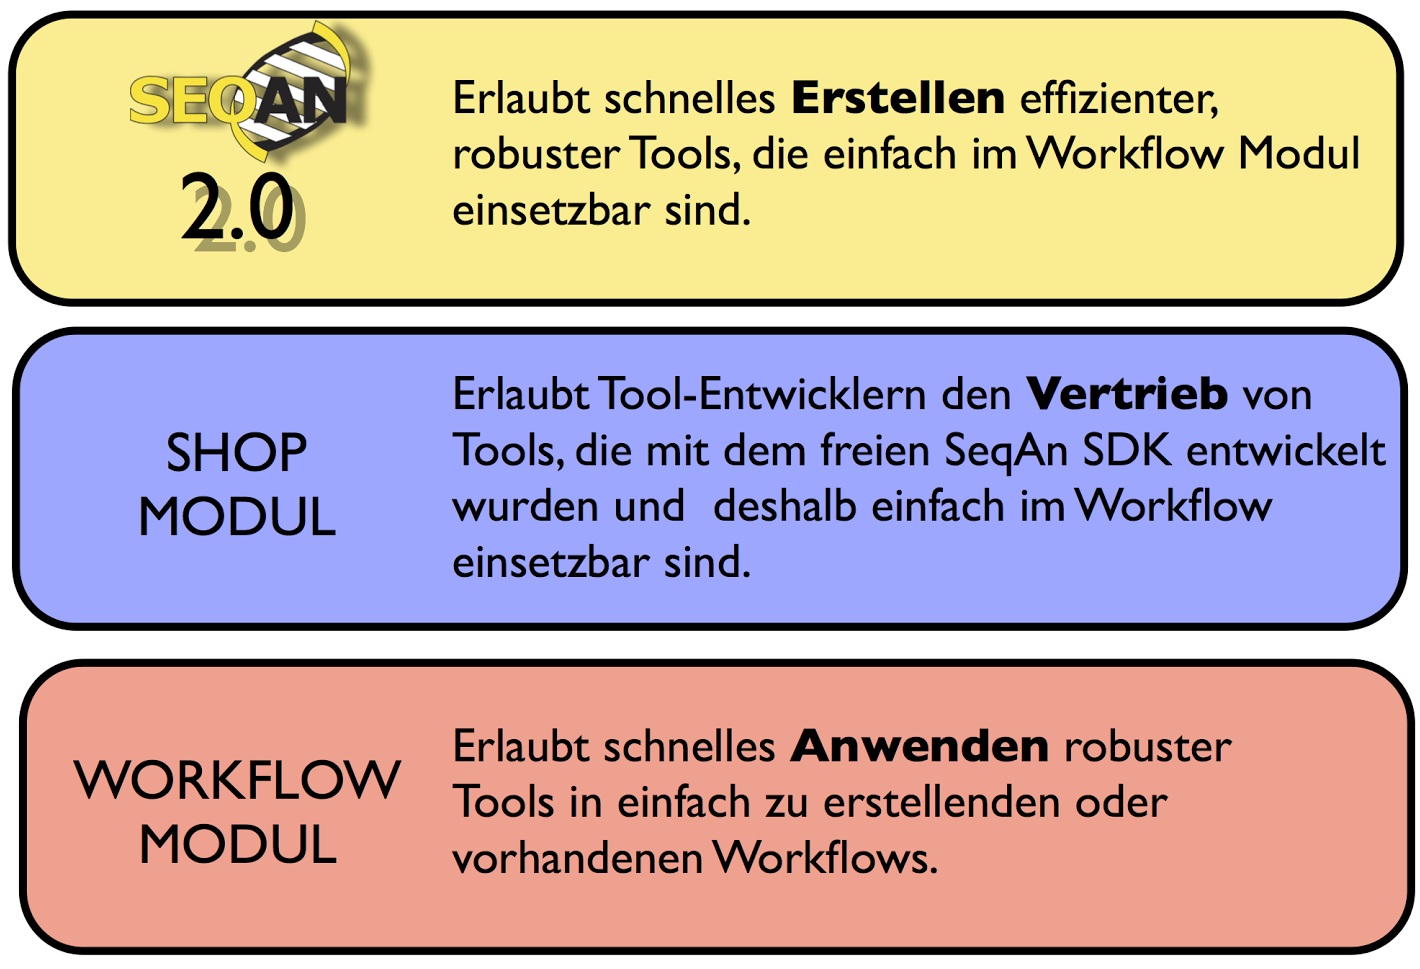 SEQAN
2.0
Erlaubt schnelles Erstellen effizienter,
robuster Tools, die einfach im Workflow Modul
einsetzbar sind.
SHOP
MODUL
Erlaubt Tool-Entwicklern den Vertrieb von
Tools, die mit dem freien SeqAn SDK entwickelt
wurden und deshalb einfach im Workflow
einsetzbar sind.
WORKFLOW
MODUL
Erlaubt schnelles Anwenden robuster
Tools in einfach zu erstellenden oder
vorhandenen Workflows.